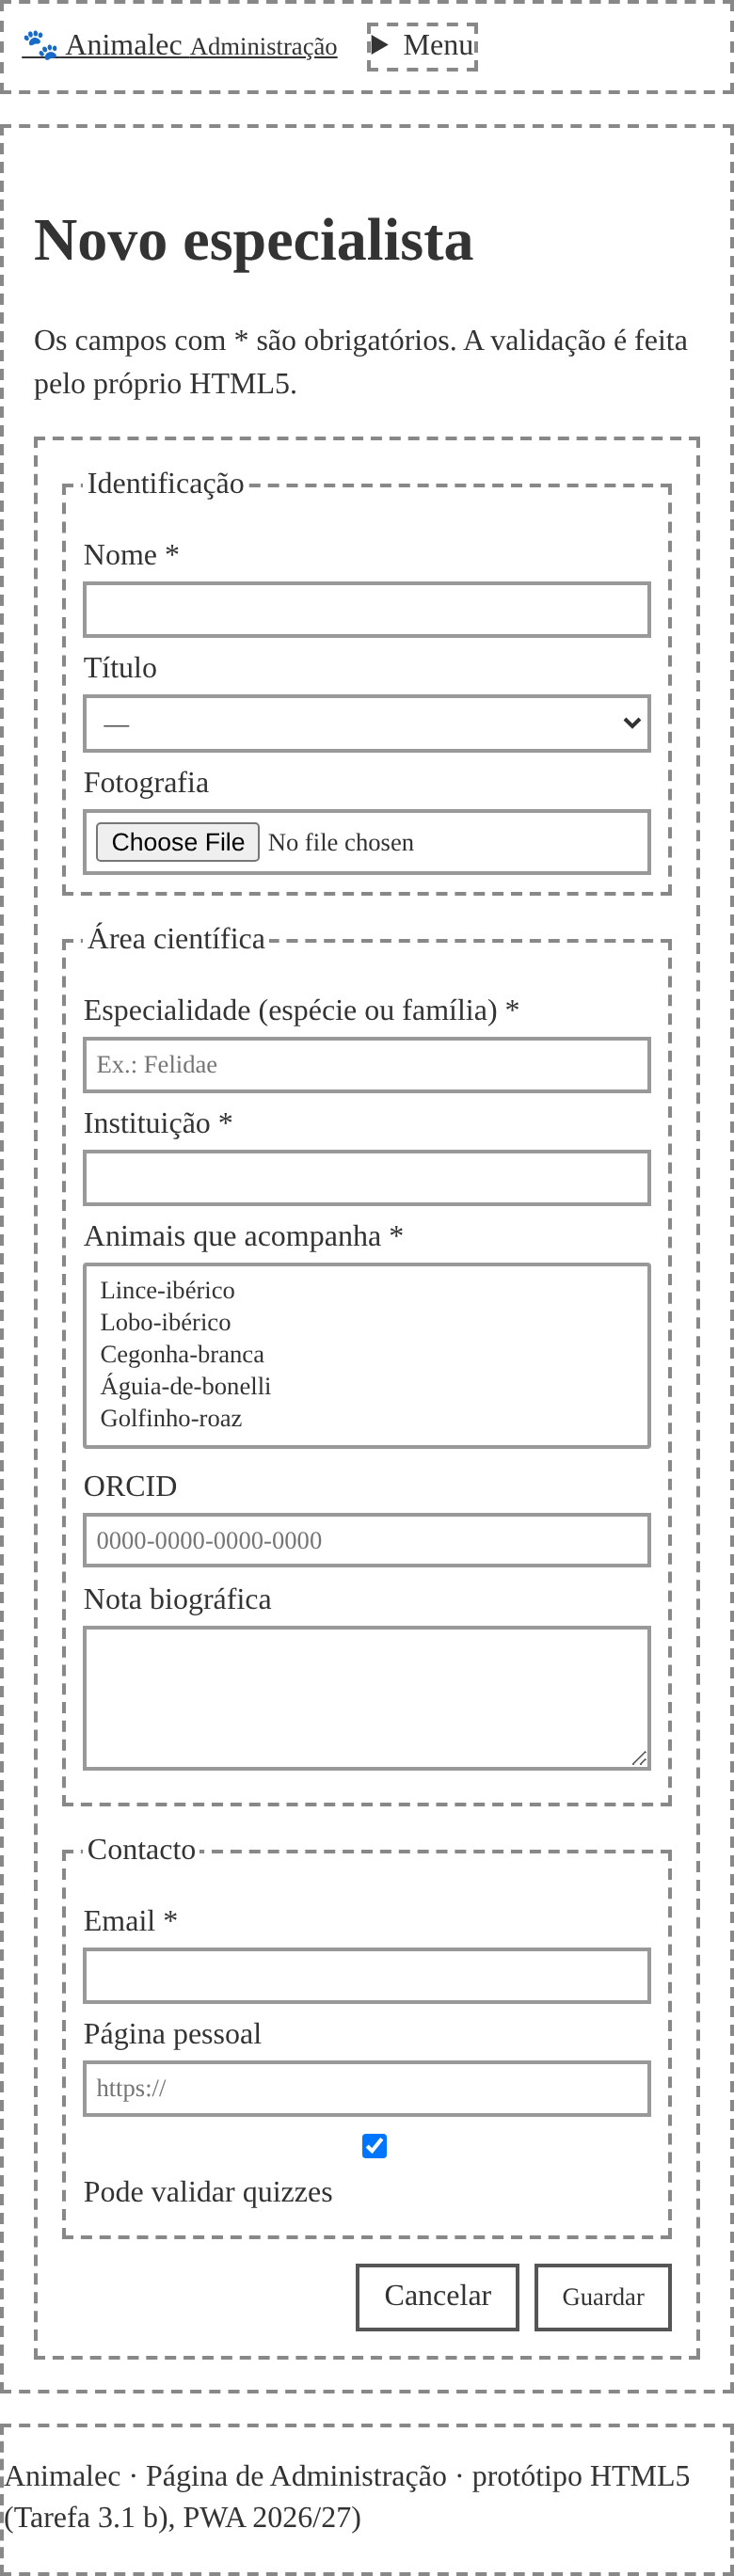 🐾 Animalec Administração ▶ Menu
Novo especialista
Os campos com * são obrigatórios. A validação é feita
pelo próprio HTML5.
Identificação
Nome *
Título
—
Fotografia
Choose File No file chosen
Área científica
Especialidade (espécie ou família) *
Ex.: Felidae
Instituição *
Animais que acompanha *
Lince-ibérico
Lobo-ibérico
Cegonha-branca
Águia-de-bonelli
Golfinho-roaz
ORCID
0000-0000-0000-0000
Nota biográfica
Contacto
Email *
Página pessoal
https://
Pode validar quizzes
Cancelar Guardar
Animalec · Página de Administração · protótipo HTML5
(Tarefa 3.1 b), PWA 2026/27)